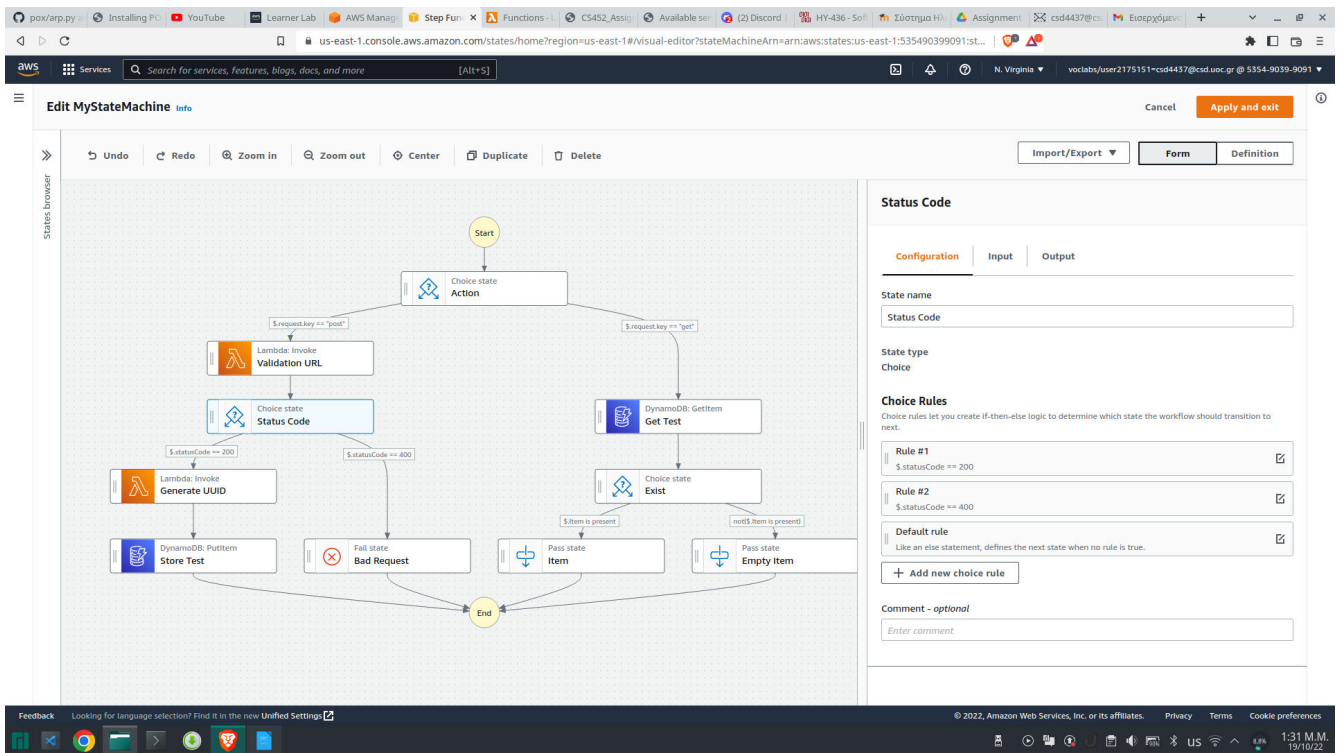 pox/arp.py a
Installing PO
YouTube
Learner Lab
AWS Manag
Step Fun
Functions - L
CS452_Assig
Available ser
(2) Discord |
HY-436 - Sof
Σύστημα Ηλ
Assignment
csd4437@cs
Εισερχόμενα
us-east-1.console.aws.amazon.com/states/home?region=us-east-1#/visual-editor?stateMachineArn=arn:aws:states:us-east-1:535490399091:st...
aws
Services
Search for services, features, blogs, docs, and more
[Alt+S]
N. Virginia
voclabs/user2175151=csd4437@csd.uoc.gr @ 5354-9039-9091
Edit MyStateMachine Info
Cancel
Apply and exit
Undo
Redo
Zoom in
Zoom out
Center
Duplicate
Delete
Import/Export
Form
Definition
States browser
Start
Choice state
Action
$.request.key == "post"
$.request.key == "get"
Lambda: Invoke
Validation URL
Choice state
Status Code
DynamoDB: GetItem
Get Test
$.statusCode == 200
$.statusCode == 400
Lambda: Invoke
Generate UUID
Choice state
Exist
$.Item is present
not($.Item is present)
DynamoDB: PutItem
Store Test
Fail state
Bad Request
Pass state
Item
Pass state
Empty Item
End
Status Code
Configuration
Input
Output
State name
Status Code
State type
Choice
Choice Rules
Choice rules let you create if-then-else logic to determine which state the workflow should transition to
next.
Rule #1
$.statusCode == 200
Rule #2
$.statusCode == 400
Default rule
Like an else statement, defines the next state when no rule is true.
Add new choice rule
Comment - optional
Enter comment
Feedback
Looking for language selection? Find it in the new Unified Settings
© 2022, Amazon Web Services, Inc. or its affiliates.
Privacy
Terms
Cookie preferences
US
1:31 M.M.
19/10/22